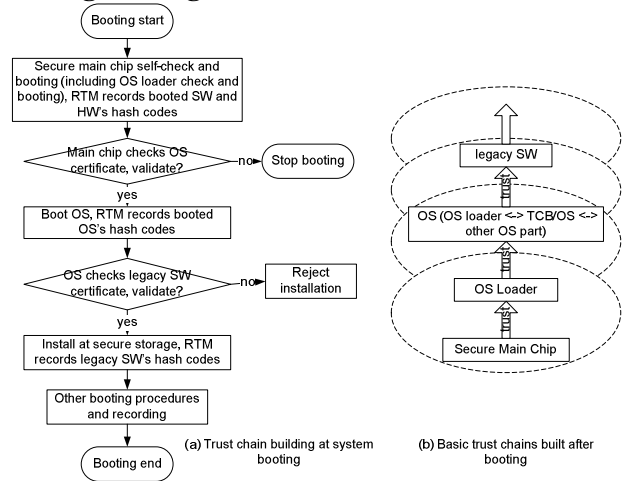 Booting start
Secure main chip self-check and
booting (including OS loader check and
booting), RTM records booted SW and
HW's hash codes
Main chip checks OS
certificate, validate?
no
Stop booting
yes
Boot OS, RTM records booted
OS's hash codes
OS checks legacy SW
certificate, validate?
no
Reject
installation
yes
Install at secure storage, RTM
records legacy SW's hash codes
Other booting procedures
and recording
Booting end
(a) Trust chain building at system
booting
legacy SW
trust
OS (OS loader <-> TCB/OS <->
other OS part)
trust
OS Loader
trust
Secure Main Chip
(b) Basic trust chains built after
booting